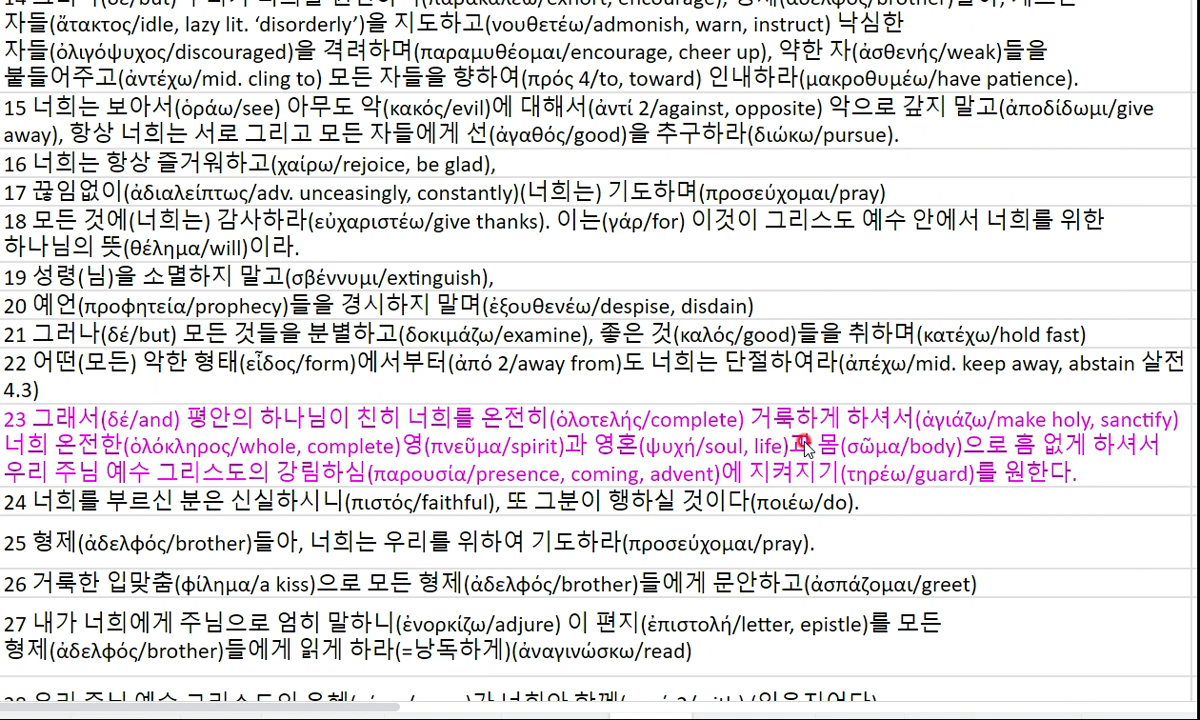 자들(ἄτακτος/idle, lazy lit. ‘disorderly’)을 지도하고(νουθετέω/admonish, warn, instruct) 낙심한
자들(ὀλιγόψυχος/discouraged)을 격려하며(παραμυθέομαι/encourage, cheer up), 약한 자(ἀσθενής/weak)들을
붙들어주고(ἀντέχω/mid. cling to) 모든 자들을 향하여(πρός 4/to, toward) 인내하라(μακροθυμέω/have patience).
15 너희는 보아서(ὁράω/see) 아무도 악(κακός/evil)에 대해서(ἀντί 2/against, opposite) 악으로 갚지 말고(ἀποδίδωμι/give
away), 항상 너희는 서로 그리고 모든 자들에게 선(ἀγαθός/good)을 추구하라(διώκω/pursue).
16 너희는 항상 즐거워하고(χαίρω/rejoice, be glad),
17 끊임없이(ἀδιαλείπτως/adv. unceasingly, constantly)(너희는) 기도하며(προσεύχομαι/pray)
18 모든 것에(너희는) 감사하라(εὐχαριστέω/give thanks). 이는(γάρ/for) 이것이 그리스도 예수 안에서 너희를 위한
하나님의 뜻(θέλημα/will)이라.
19 성령(님)을 소멸하지 말고(σβέννυμι/extinguish),
20 예언(προφητεία/prophecy)들을 경시하지 말며(ἐξουθενέω/despise, disdain)
21 그러나(δέ/but) 모든 것들을 분별하고(δοκιμάζω/examine), 좋은 것(καλός/good)들을 취하며(κατέχω/hold fast)
22 어떤(모든) 악한 형태(εἶδος/form)에서부터(ἀπό 2/away from)도 너희는 단절하여라(ἀπέχω/mid. keep away, abstain 살전
4.3)
23 그래서(δέ/and) 평안의 하나님이 친히 너희를 온전히(ὁλοτελής/complete) 거룩하게 하셔서(ἁγιάζω/make holy, sanctify)
너희 온전한(ὁλόκληρος/whole, complete)영(πνεῦμα/spirit)과 영혼(ψυχή/soul, life)과 몸(σῶμα/body)으로 흠 없게 하셔서
우리 주님 예수 그리스도의 강림하심(παρουσία/presence, coming, advent)에 지켜지기(τηρέω/guard)를 원한다.
24 너희를 부르신 분은 신실하시니(πιστός/faithful), 또 그분이 행하실 것이다(ποιέω/do).
25 형제(ἀδελφός/brother)들아, 너희는 우리를 위하여 기도하라(προσεύχομαι/pray).
26 거룩한 입맞춤(φίλημα/a kiss)으로 모든 형제(ἀδελφός/brother)들에게 문안하고(ἀσπάζομαι/greet)
27 내가 너희에게 주님으로 엄히 말하니(ἐνορκίζω/adjure) 이 편지(ἐπιστολή/letter, epistle)를 모든
형제(ἀδελφός/brother)들에게 읽게 하라(=낭독하게)(ἀναγινώσκω/read)